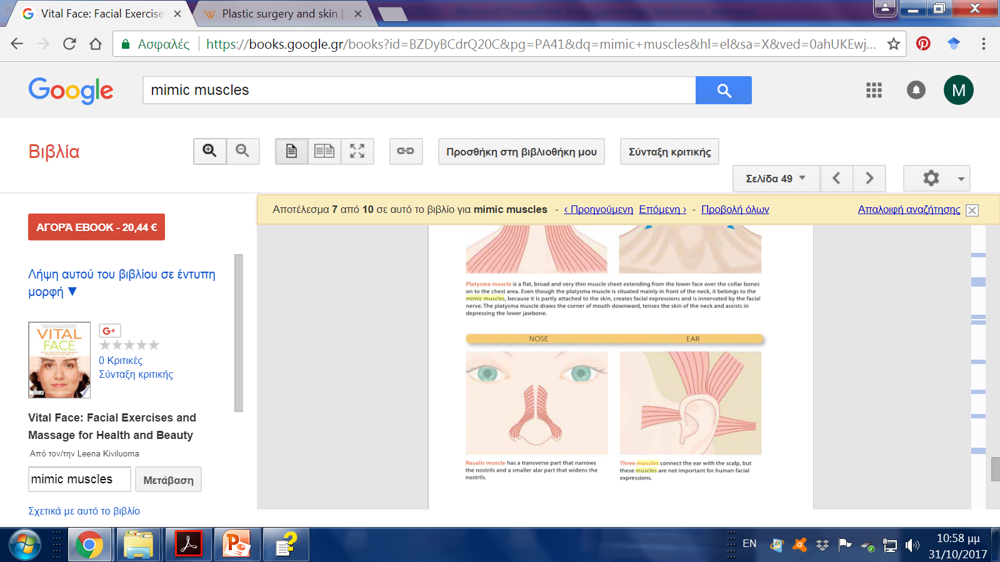 Vital Face: Facial Exercise
Plastic surgery and skin |
Ασφαλές
https://books.google.gr/books?id=BZDyBCdrQ20C&pg=PA41&dq=mimic+muscles&hl=el&sa=X&ved=0ahUKEwj...
Google
mimic muscles
M
Βιβλία
Προσθήκη στη βιβλιοθήκη μου
Σύνταξη κριτικής
Σελίδα 49
Αποτέλεσμα 7 από 10 σε αυτό το βιβλίο για mimic muscles - ‹ Προηγούμενη Επόμενη › - Προβολή όλων
Απαλοιφή αναζήτησης
ΑΓΟΡΆ EBOOK - 20,44 €
Λήψη αυτού του βιβλίου σε έντυπη
μορφή ▼
VITAL
FACE
G+
0 Κριτικές
Σύνταξη κριτικής
Vital Face: Facial Exercises and
Massage for Health and Beauty
Από τον/την Leena Kiviluoma
mimic muscles
Μετάβαση
Σχετικά με αυτό το βιβλίο
Platysma muscle is a flat, broad and very thin muscle sheet extending from the lower face over the collar bones
on to the chest area. Even though the platysma muscle is situated mainly in front of the neck, it belongs to the
mimic muscles, because it is partly attached to the skin, creates facial expressions and is innervated by the facial
nerve. The platysma muscle draws the corner of mouth downward, tenses the skin of the neck and assists in
depressing the lower jawbone.
NOSE
EAR
Nasalis muscle has a transverse part that narrows
the nostrils and a smaller alar part that widens the
nostrils.
Three muscles connect the ear with the scalp, but
these muscles are not important for human facial
expressions.
EN
10:58 μμ
31/10/2017